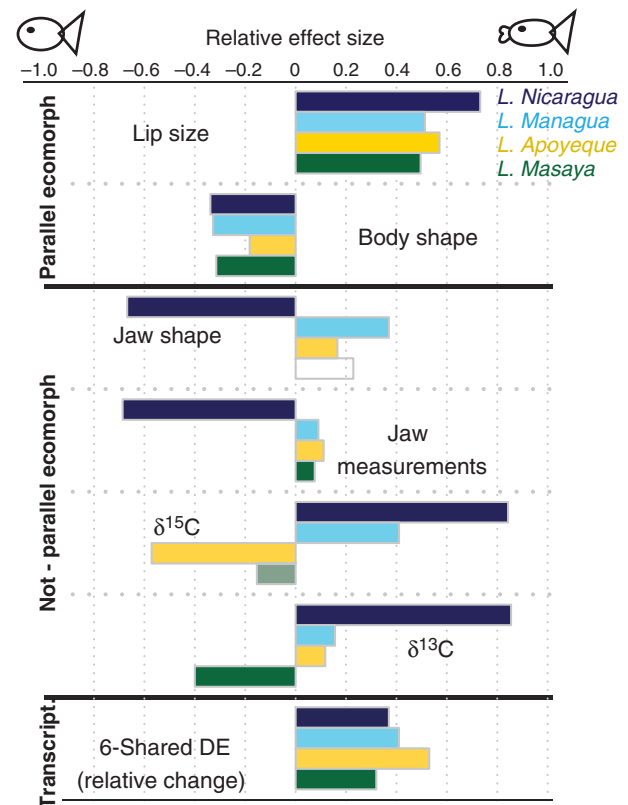 Relative effect size
−1.0 −0.8 −0.6 −0.4 −0.2 0 0.2 0.4 0.6 0.8 1.0
L. Nicaragua
L. Managua
L. Apoyeque
L. Masaya
Parallel ecomorph
Lip size
Body shape
Not - parallel ecomorph
Jaw shape
Jaw
measurements
δ¹⁵C
δ¹³C
Transcript.
6-Shared DE
(relative change)